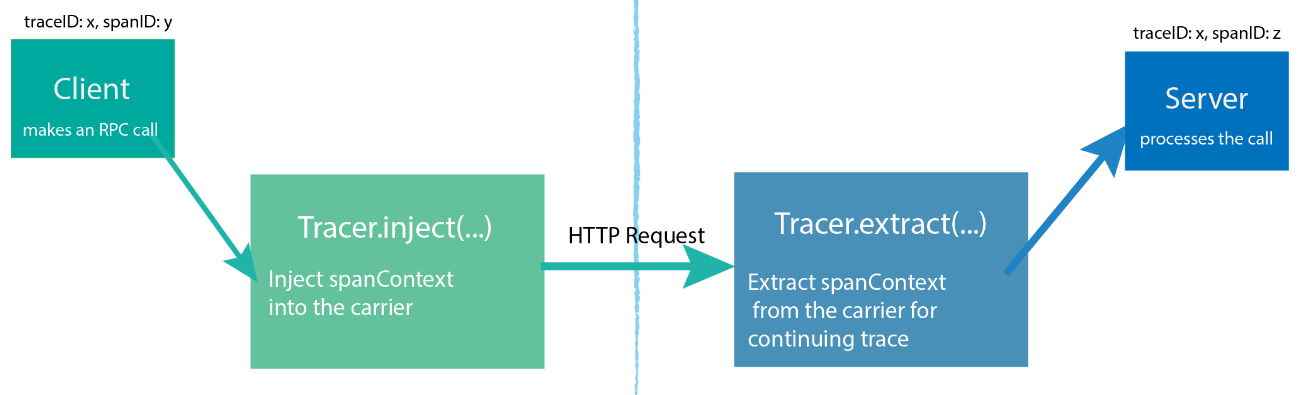 traceID: x, spanID: y
Client
makes an RPC call
Tracer.inject(...)
Inject spanContext
into the carrier
HTTP Request
Tracer.extract(...)
Extract spanContext
from the carrier for
continuing trace
traceID: x, spanID: z
Server
processes the call